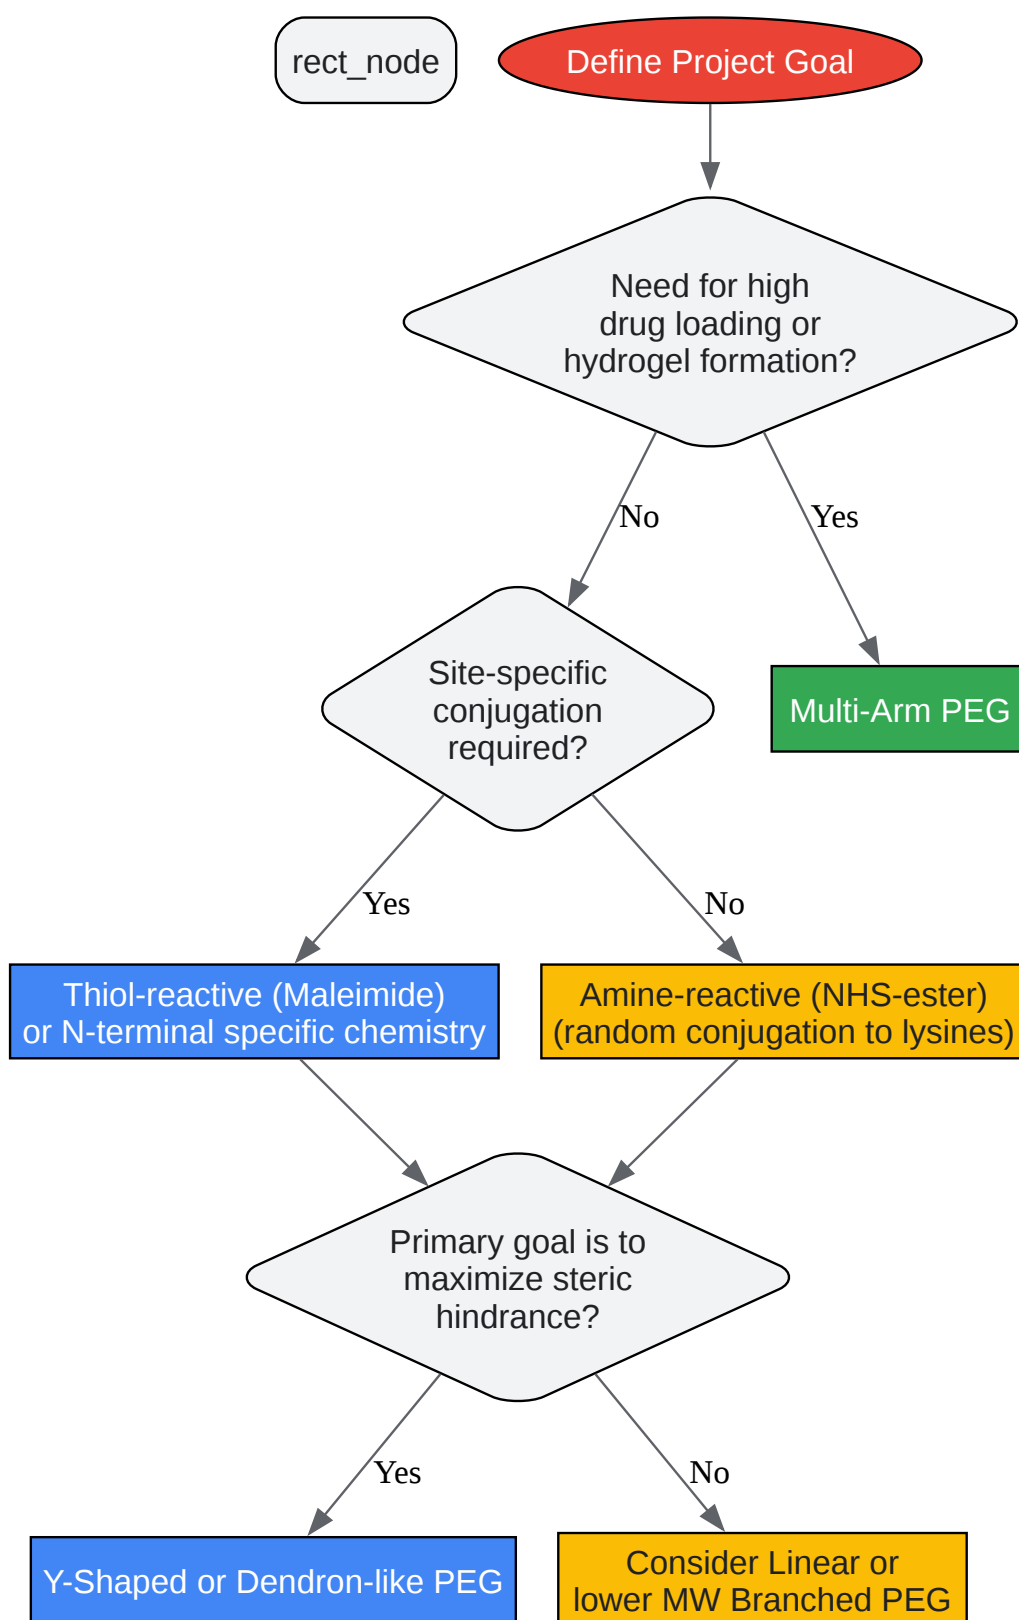 rect_node
Define Project Goal
Need for high
drug loading or
hydrogel formation?
No
Yes
Site-specific
conjugation
required?
Multi-Arm PEG
Yes
No
Thiol-reactive (Maleimide)
or N-terminal specific chemistry
Amine-reactive (NHS-ester)
(random conjugation to lysines)
Primary goal is to
maximize steric
hindrance?
Yes
No
Y-Shaped or Dendron-like PEG
Consider Linear or
lower MW Branched PEG